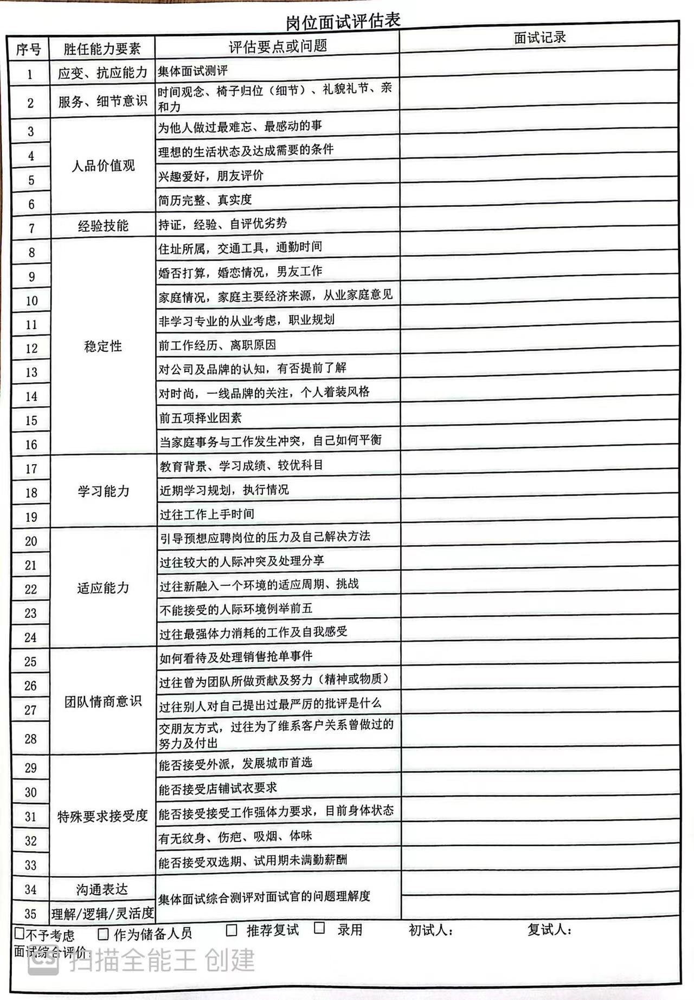 岗位面试评估表
序号 胜任能力要素 评估要点或问题 面试记录
1 应变、抗应能力 集体面试测评
2 服务、细节意识 时间观念、椅子归位（细节）、礼貌礼节、亲
和力
3 为他人做过最难忘、最感动的事
4 理想的生活状态及达成需要的条件
人品价值观
5 兴趣爱好，朋友评价
6 简历完整、真实度
7 经验技能 持证，经验、自评优劣势
8 住址所属，交通工具，通勤时间
9 婚否打算，婚恋情况，男友工作
10 家庭情况，家庭主要经济来源，从业家庭意见
11 非学习专业的从业考虑，职业规划
12 稳定性 前工作经历、离职原因
13 对公司及品牌的认知，有否提前了解
14 对时尚，一线品牌的关注，个人着装风格
15 前五项择业因素
16 当家庭事务与工作发生冲突，自己如何平衡
17 教育背景、学习成绩、较优科目
18 学习能力 近期学习规划，执行情况
19 过往工作上手时间
20 引导预想应聘岗位的压力及自己解决方法
21 过往较大的人际冲突及处理分享
22 适应能力 过往新融入一个环境的适应周期、挑战
23 不能接受的人际环境例举前五
24 过往最强体力消耗的工作及自我感受
25 如何看待及处理销售抢单事件
26 过往曾为团队所做贡献及努力（精神或物质）
团队情商意识
27 过往别人对自己提出过最严厉的批评是什么
28 交朋友方式，过往为了维系客户关系曾做过的
努力及付出
29 能否接受外派，发展城市首选
30 能否接受店铺试衣要求
31 特殊要求接受度 能否接受接受工作强体力要求，目前身体状态
32 有无纹身、伤疤、吸烟、体味
33 能否接受双选期、试用期未满勤薪酬
34 沟通表达
集体面试综合测评对面试官的问题理解度
35 理解/逻辑/灵活度
□不予考虑 □ 作为储备人员 □ 推荐复试 □ 录用 初试人： 复试人：
面试综合评价：
CS 扫描全能王 创建